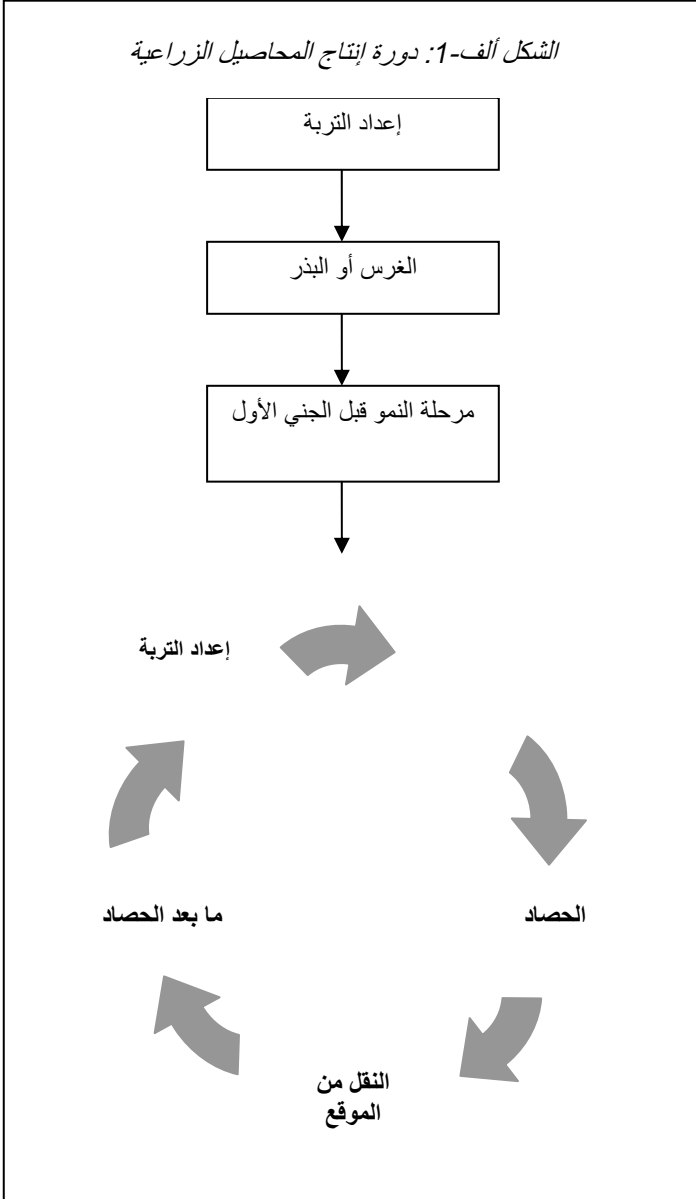 الشكل ألف-1: دورة إنتاج المحاصيل الزراعية
إعداد التربة
الغرس أو البذر
مرحلة النمو قبل الجني الأول
إعداد التربة
الحصاد
ما بعد الحصاد
النقل من
الموقع